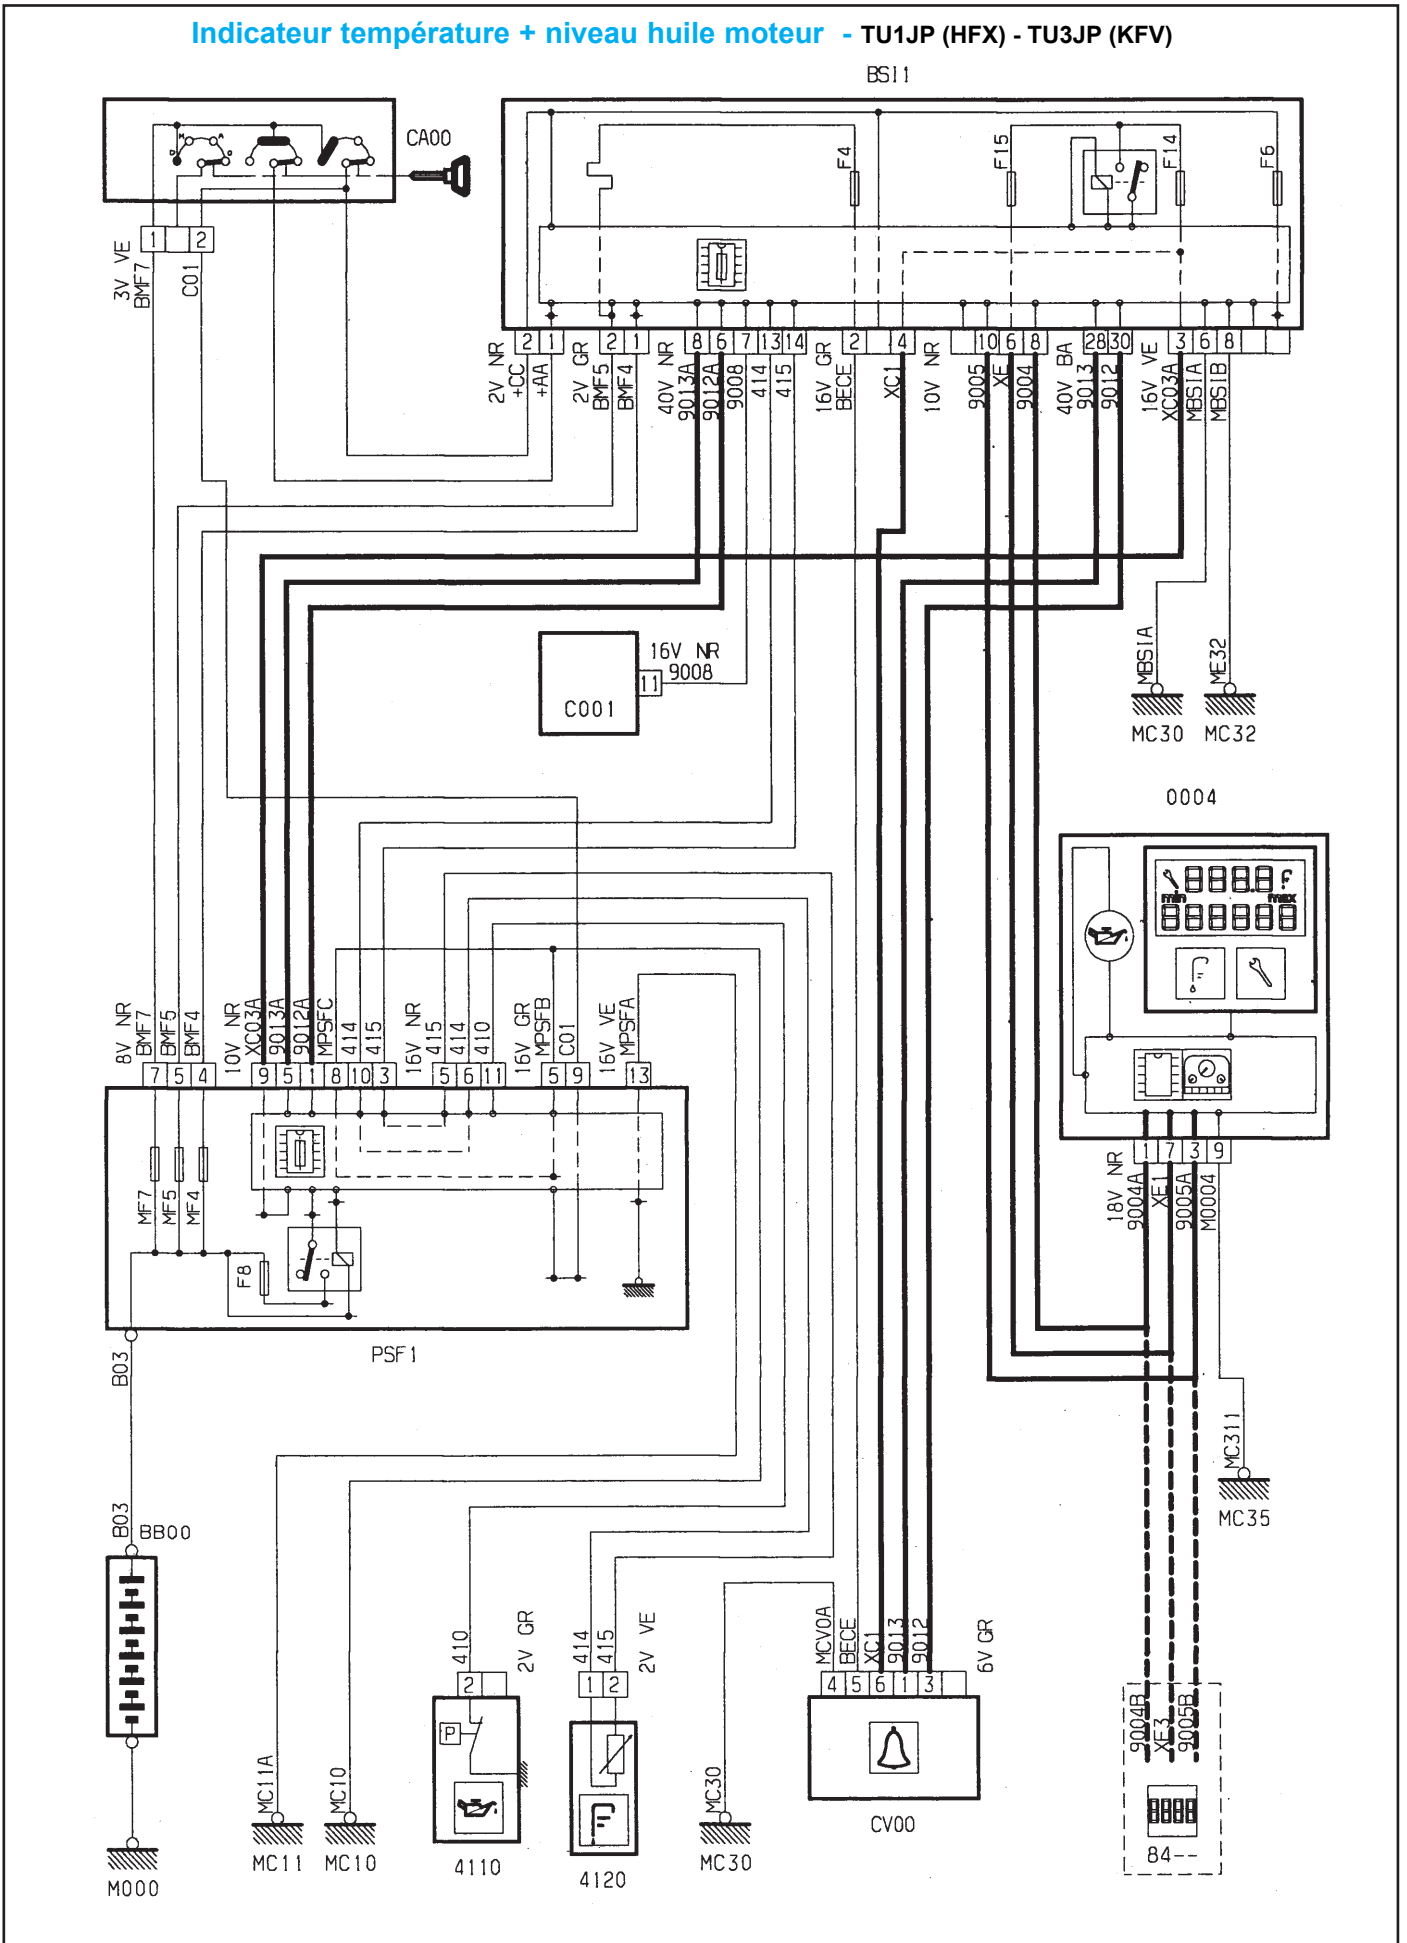 Indicateur température + niveau huile moteur - TU1JP (HFX) - TU3JP (KFV)
BSI1
CA00
M A D
F4 F15 F14 F6
1 2
3V VE BMF7 C01
2 1 2 1 8 6 7 13 14 2 4 10 6 8 28 30 3 6 8
2V NR +CC +AA 2V GR BMF5 BMF4 40V NR 9013A 9012A 9008 414 415 16V GR BECE XC1 10V NR 9005 XE 9004 40V BA 9013 9012 16V VE XC03A MBSIA MBSIB
16V NR
9008
11
C001
MBSIA ME32
MC30 MC32
0004
min max
8V NR BMF7 BMF5 BMF4 10V NR XC03A 9013A 9012A MPSFC 414 415 16V NR 415 414 410 16V GR MPSFB C01 16V VE MPSFA
7 5 4 9 5 1 8 10 3 5 6 11 5 9 13
1 7 3 9
18V NR 9004A XE1 9005A M0004
MF7 MF5 MF4
F8
PSF1
B03
MC311
MC35
B03 BB00
410 2V GR 414 415 2V VE MCV0A BECE XC1 9013 9012 6V GR
2 1 2 4 5 6 1 3
9004B XE3 9005B
P
MC11A MC10 MC30
MC11 MC10 4110 4120 MC30 CV00 84--
M000